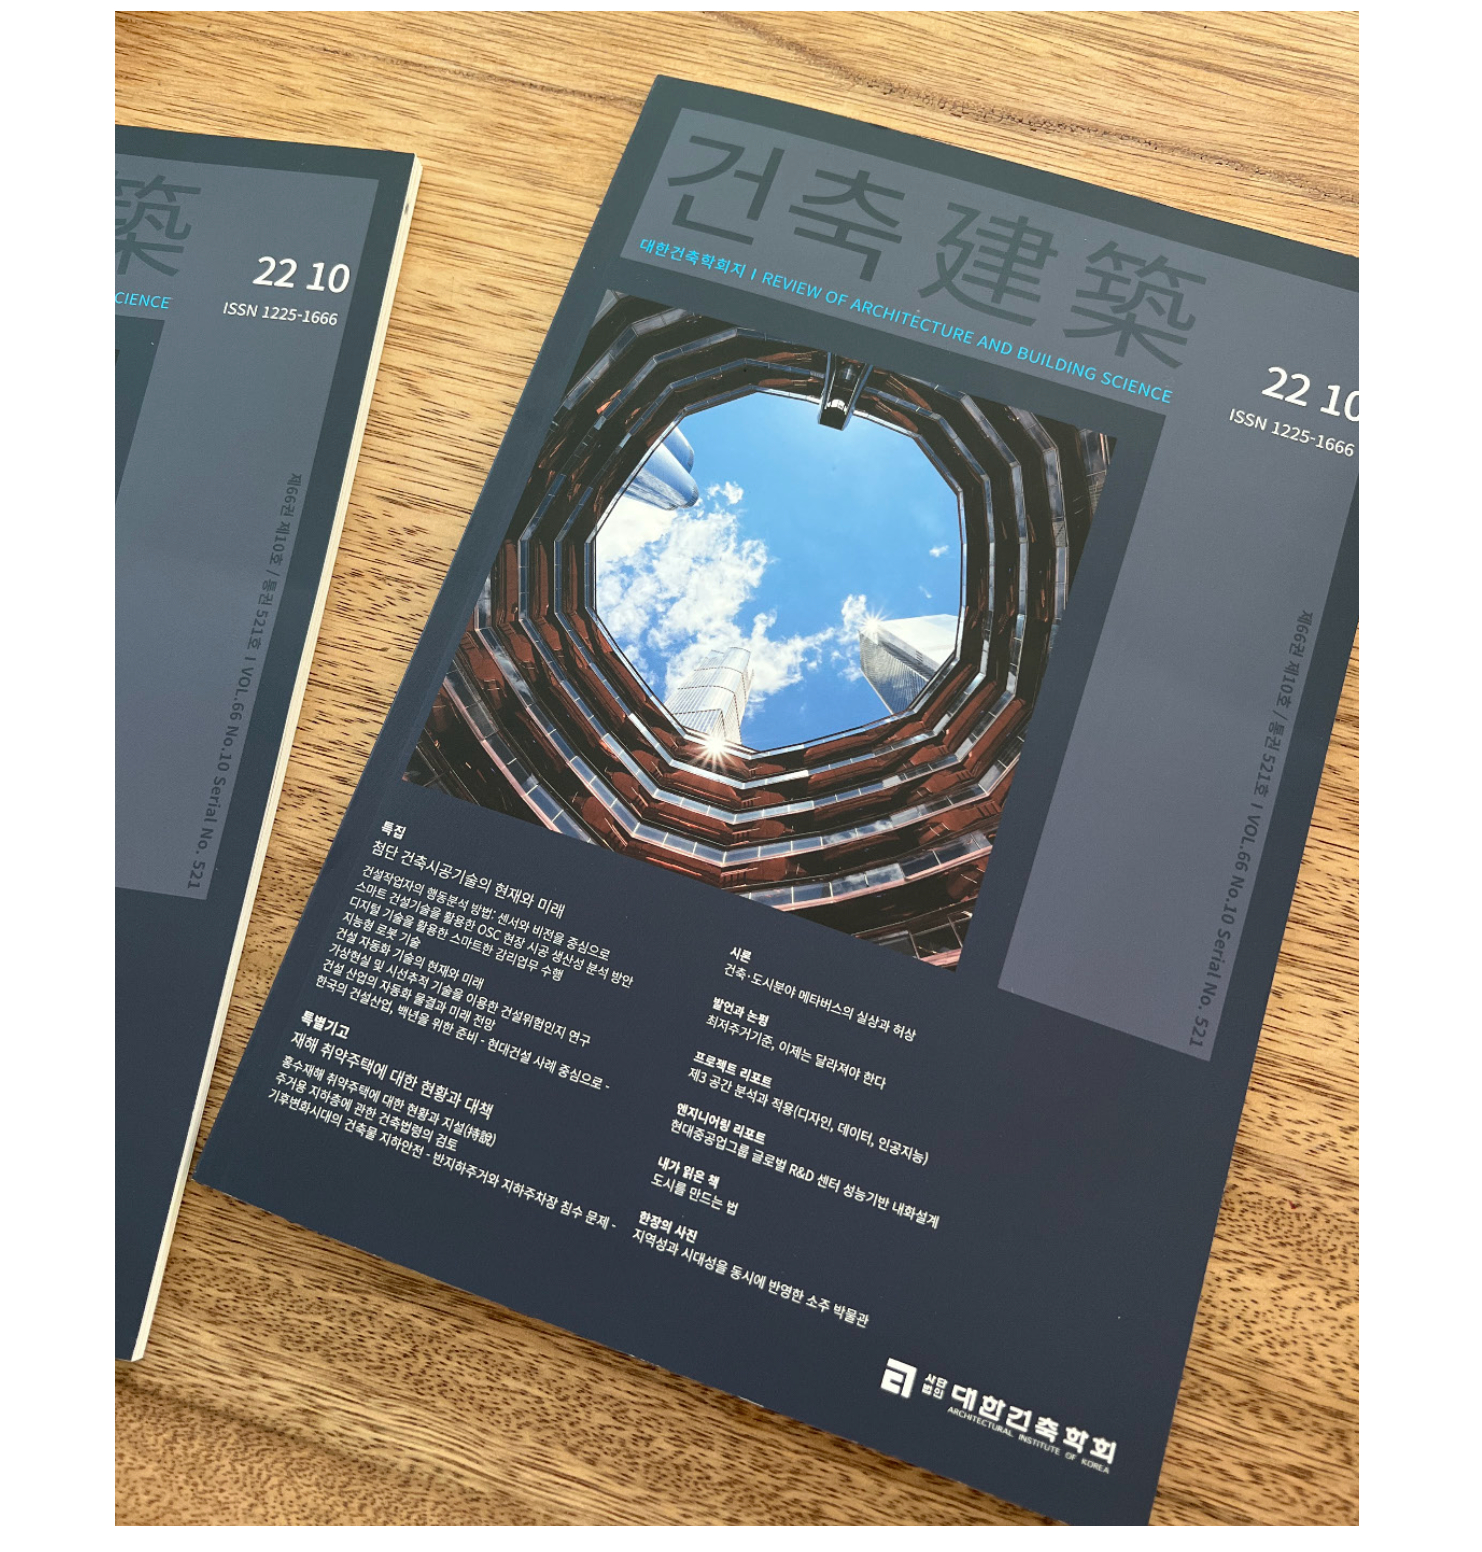 築
CIENCE
22 10
ISSN 1225-1666
제66권 제10호 / 통권 521호 I VOL.66 No.10 Serial No. 521
건축 建築
대한건축학회지 I REVIEW OF ARCHITECTURE AND BUILDING SCIENCE
22 10
ISSN 1225-1666
제66권 제10호 / 통권 521호 I VOL.66 No.10 Serial No. 521
특집
첨단 건축시공기술의 현재와 미래
건설작업자의 행동분석 방법: 센서와 비전을 중심으로
스마트 건설기술을 활용한 OSC 현장 시공 생산성 분석 방안
디지털 기술을 활용한 스마트한 감리업무 수행
지능형 로봇 기술
건설 자동화 기술의 현재와 미래
가상현실 및 시선추적 기술을 이용한 건설위험인지 연구
건설 산업의 자동화 물결과 미래 전망
한국의 건설산업, 백년을 위한 준비 - 현대건설 사례 중심으로 -
특별기고
재해 취약주택에 대한 현황과 대책
홍수재해 취약주택에 대한 현황과 지설(持說)
주거용 지하층에 관한 건축법령의 검토
기후변화시대의 건축물 지하안전 - 반지하주거와 지하주차장 침수 문제 -
시론
건축·도시분야 메타버스의 실상과 허상
발언과 논평
최저주거기준, 이제는 달라져야 한다
프로젝트 리포트
제3 공간 분석과 적용(디자인, 데이터, 인공지능)
엔지니어링 리포트
현대중공업그룹 글로벌 R&D 센터 성능기반 내화설계
내가 읽은 책
도시를 만드는 법
한장의 사진
지역성과 시대성을 동시에 반영한 소주 박물관
사단법인 대한건축학회
ARCHITECTURAL INSTITUTE OF KOREA